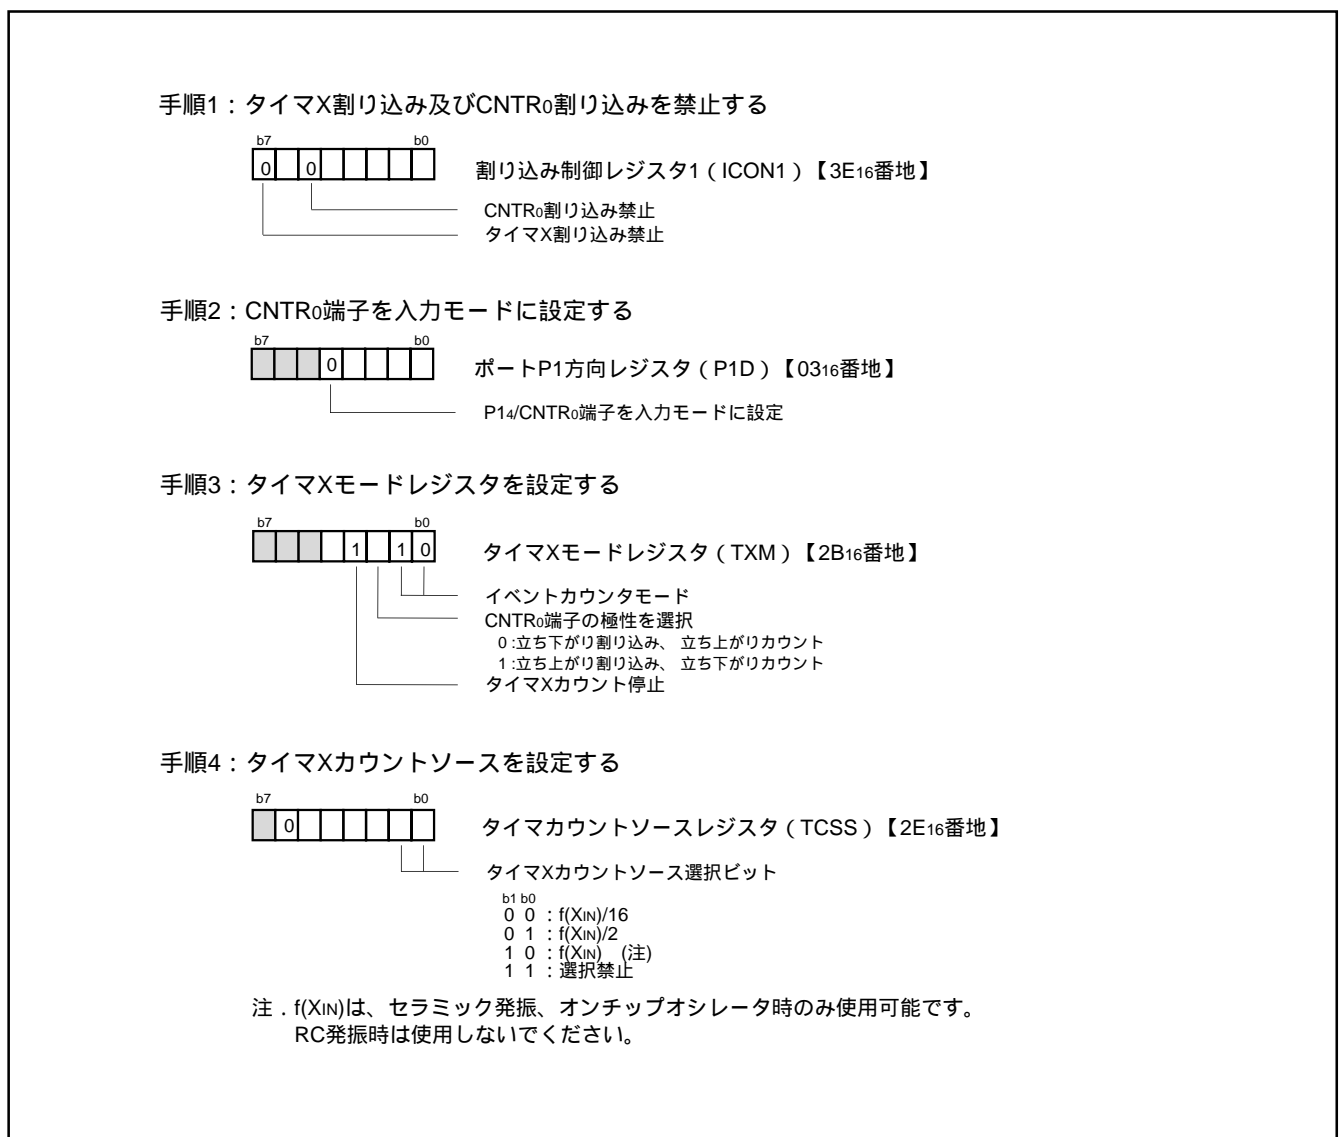 手順1：タイマX割り込み及びCNTR0割り込みを禁止する
b7 b0
0 0
割り込み制御レジスタ1（ICON1）【3E16番地】
CNTR0割り込み禁止
タイマX割り込み禁止
手順2：CNTR0端子を入力モードに設定する
b7 b0
0
ポートP1方向レジスタ（P1D）【0316番地】
P14/CNTR0端子を入力モードに設定
手順3：タイマXモードレジスタを設定する
b7 b0
1 1 0
タイマXモードレジスタ（TXM）【2B16番地】
イベントカウンタモード
CNTR0端子の極性を選択
0 :立ち下がり割り込み、 立ち上がりカウント
1 :立ち上がり割り込み、 立ち下がりカウント
タイマXカウント停止
手順4：タイマXカウントソースを設定する
b7 b0
0
タイマカウントソースレジスタ（TCSS）【2E16番地】
タイマXカウントソース選択ビット
b1 b0
0 0 : f(XIN)/16
0 1 : f(XIN)/2
1 0 : f(XIN) (注)
1 1 : 選択禁止
注．f(XIN)は、セラミック発振、オンチップオシレータ時のみ使用可能です。
RC発振時は使用しないでください。